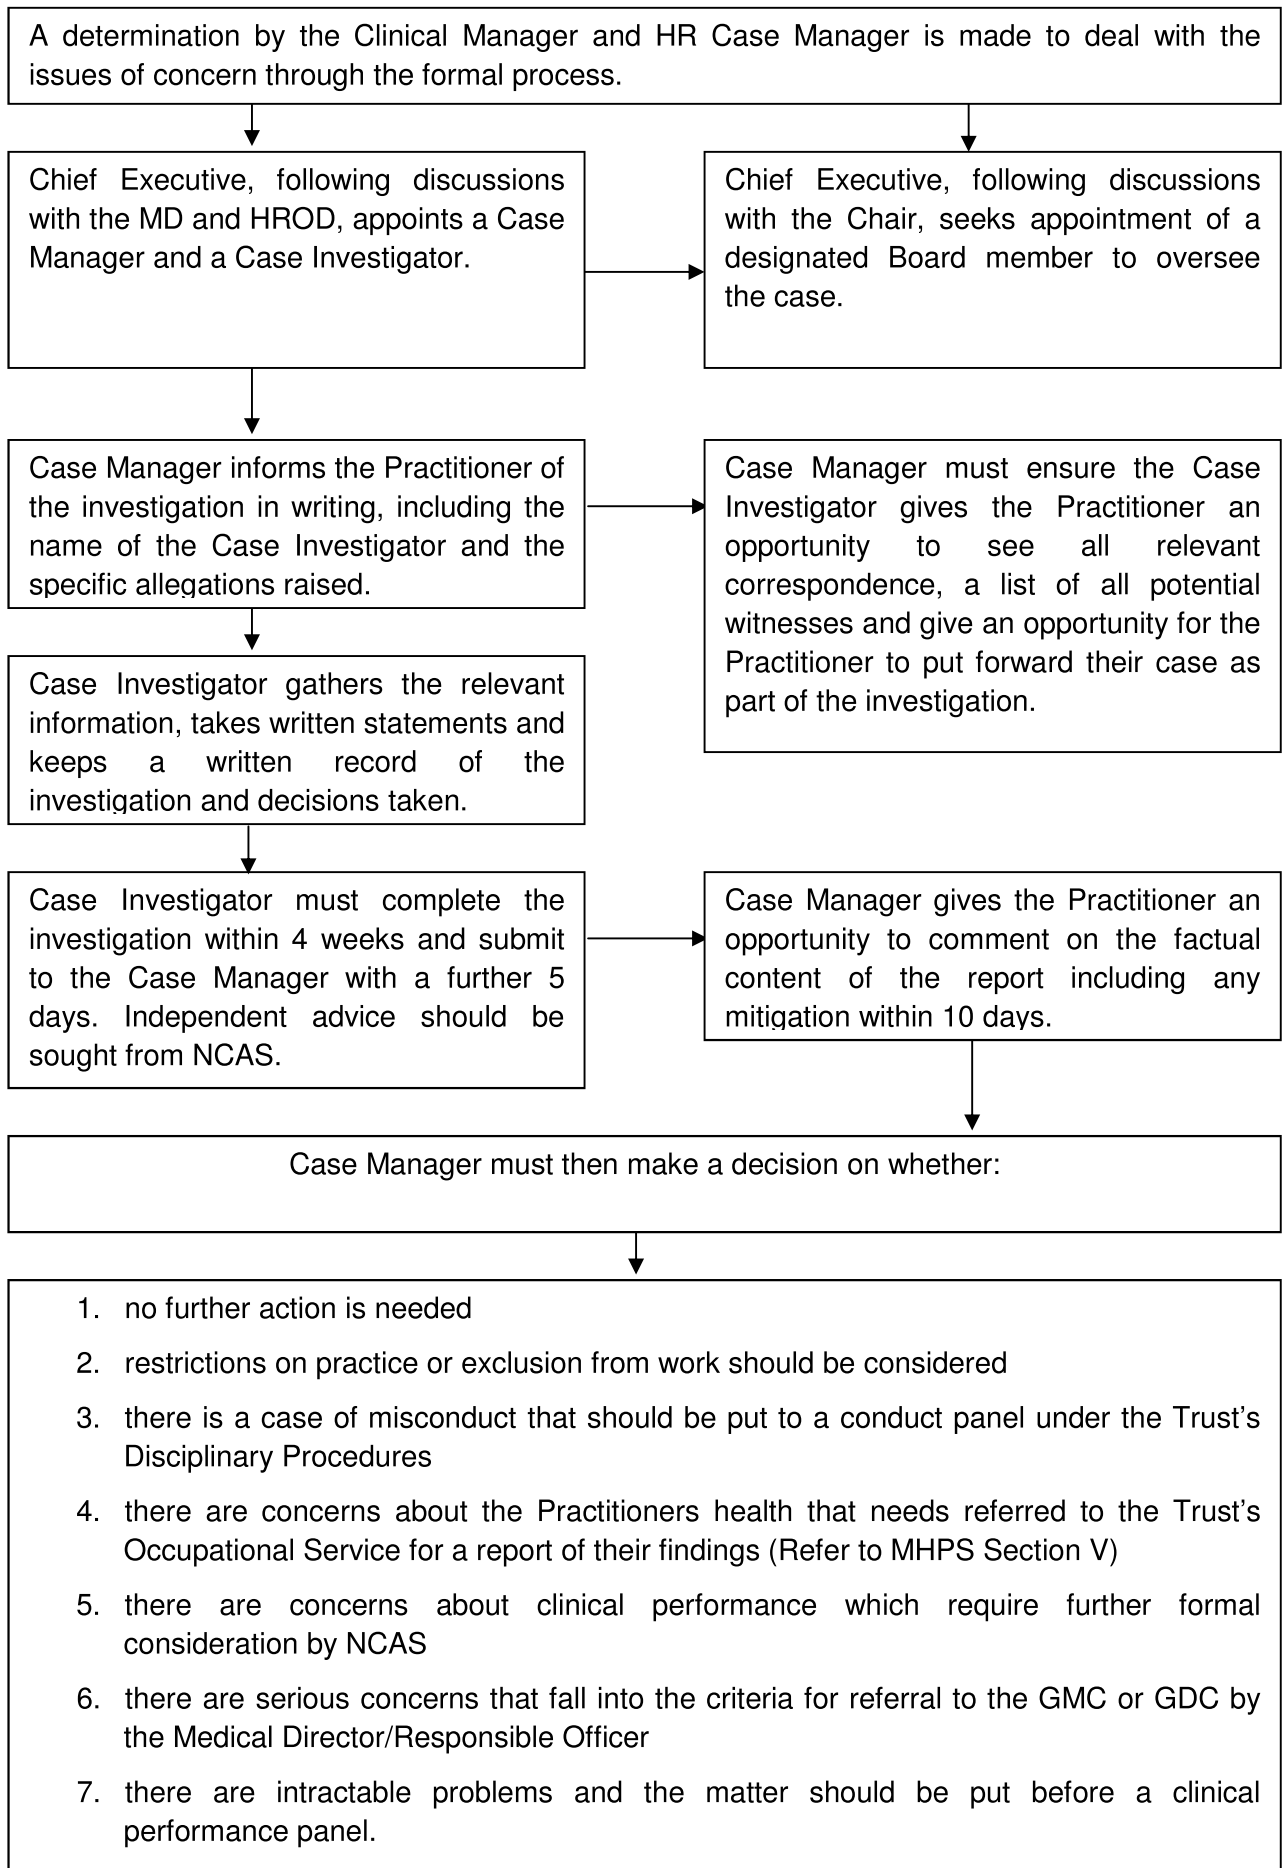 A determination by the Clinical Manager and HR Case Manager is made to deal with the
issues of concern through the formal process.
Chief Executive, following discussions
with the MD and HROD, appoints a Case
Manager and a Case Investigator.
Chief Executive, following discussions
with the Chair, seeks appointment of a
designated Board member to oversee
the case.
Case Manager informs the Practitioner of
the investigation in writing, including the
name of the Case Investigator and the
specific allegations raised.
Case Manager must ensure the Case
Investigator gives the Practitioner an
opportunity to see all relevant
correspondence, a list of all potential
witnesses and give an opportunity for the
Practitioner to put forward their case as
part of the investigation.
Case Investigator gathers the relevant
information, takes written statements and
keeps a written record of the
investigation and decisions taken.
Case Investigator must complete the
investigation within 4 weeks and submit
to the Case Manager with a further 5
days. Independent advice should be
sought from NCAS.
Case Manager gives the Practitioner an
opportunity to comment on the factual
content of the report including any
mitigation within 10 days.
Case Manager must then make a decision on whether:
1. no further action is needed
2. restrictions on practice or exclusion from work should be considered
3. there is a case of misconduct that should be put to a conduct panel under the Trust’s
Disciplinary Procedures
4. there are concerns about the Practitioners health that needs referred to the Trust’s
Occupational Service for a report of their findings (Refer to MHPS Section V)
5. there are concerns about clinical performance which require further formal
consideration by NCAS
6. there are serious concerns that fall into the criteria for referral to the GMC or GDC by
the Medical Director/Responsible Officer
7. there are intractable problems and the matter should be put before a clinical
performance panel.